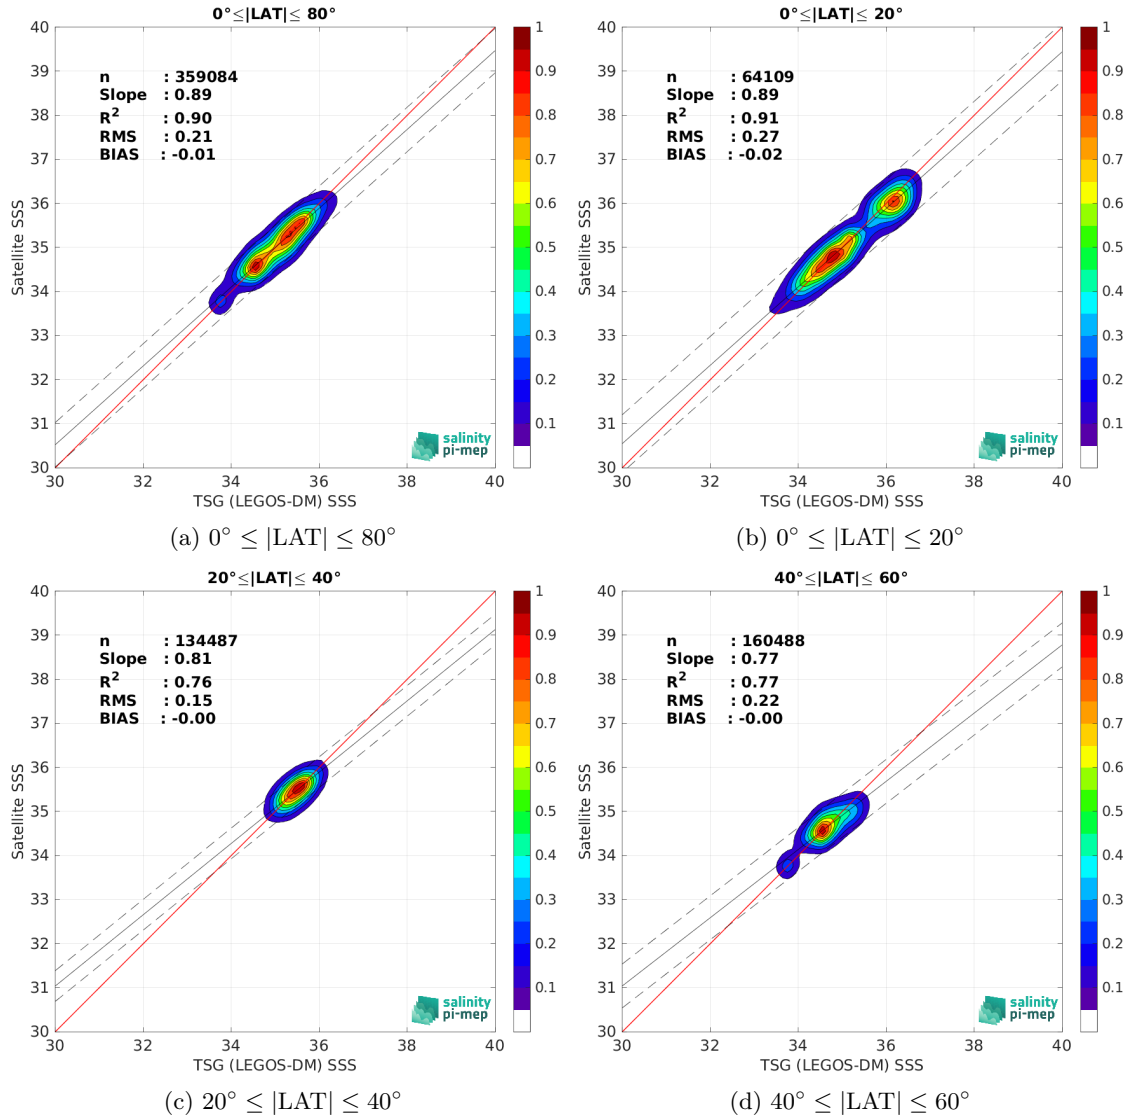 0°≤|LAT|≤ 80°
n : 359084
Slope : 0.89
R² : 0.90
RMS : 0.21
BIAS : -0.01
Satellite SSS
40
39
38
37
36
35
34
33
32
31
30
30 32 34 36 38 40
TSG (LEGOS-DM) SSS
1
0.9
0.8
0.7
0.6
0.5
0.4
0.3
0.2
0.1
salinity
pi-mep
(a) 0° ≤ |LAT| ≤ 80°
0°≤|LAT|≤ 20°
n : 64109
Slope : 0.89
R² : 0.91
RMS : 0.27
BIAS : -0.02
Satellite SSS
40
39
38
37
36
35
34
33
32
31
30
30 32 34 36 38 40
TSG (LEGOS-DM) SSS
1
0.9
0.8
0.7
0.6
0.5
0.4
0.3
0.2
0.1
salinity
pi-mep
(b) 0° ≤ |LAT| ≤ 20°
20°≤|LAT|≤ 40°
n : 134487
Slope : 0.81
R² : 0.76
RMS : 0.15
BIAS : -0.00
Satellite SSS
40
39
38
37
36
35
34
33
32
31
30
30 32 34 36 38 40
TSG (LEGOS-DM) SSS
1
0.9
0.8
0.7
0.6
0.5
0.4
0.3
0.2
0.1
salinity
pi-mep
(c) 20° ≤ |LAT| ≤ 40°
40°≤|LAT|≤ 60°
n : 160488
Slope : 0.77
R² : 0.77
RMS : 0.22
BIAS : -0.00
Satellite SSS
40
39
38
37
36
35
34
33
32
31
30
30 32 34 36 38 40
TSG (LEGOS-DM) SSS
1
0.9
0.8
0.7
0.6
0.5
0.4
0.3
0.2
0.1
salinity
pi-mep
(d) 40° ≤ |LAT| ≤ 60°